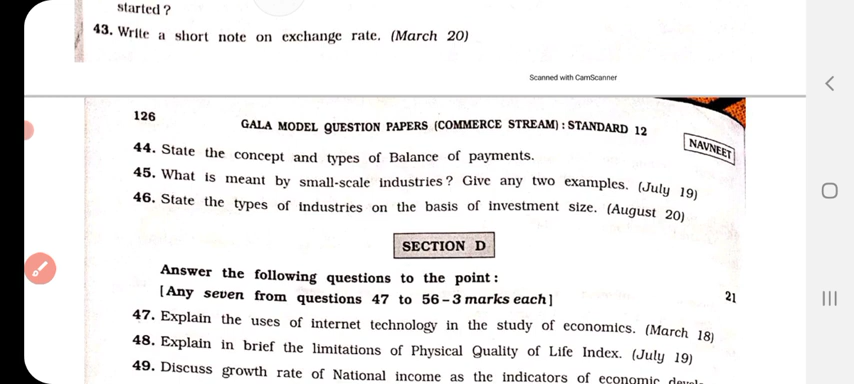 started ?
43. Write a short note on exchange rate. (March 20)
Scanned with CamScanner
126
GALA MODEL QUESTION PAPERS (COMMERCE STREAM) : STANDARD 12
NAVNEET
44. State the concept and types of Balance of payments.
45. What is meant by small-scale industries ? Give any two examples. (July 19)
46. State the types of industries on the basis of investment size. (August 20)
SECTION D
Answer the following questions to the point :
[Any seven from questions 47 to 56 – 3 marks each] 21
47. Explain the uses of internet technology in the study of economics. (March 18)
48. Explain in brief the limitations of Physical Quality of Life Index. (July 19)
49. Discuss growth rate of National income as the indicators of economic